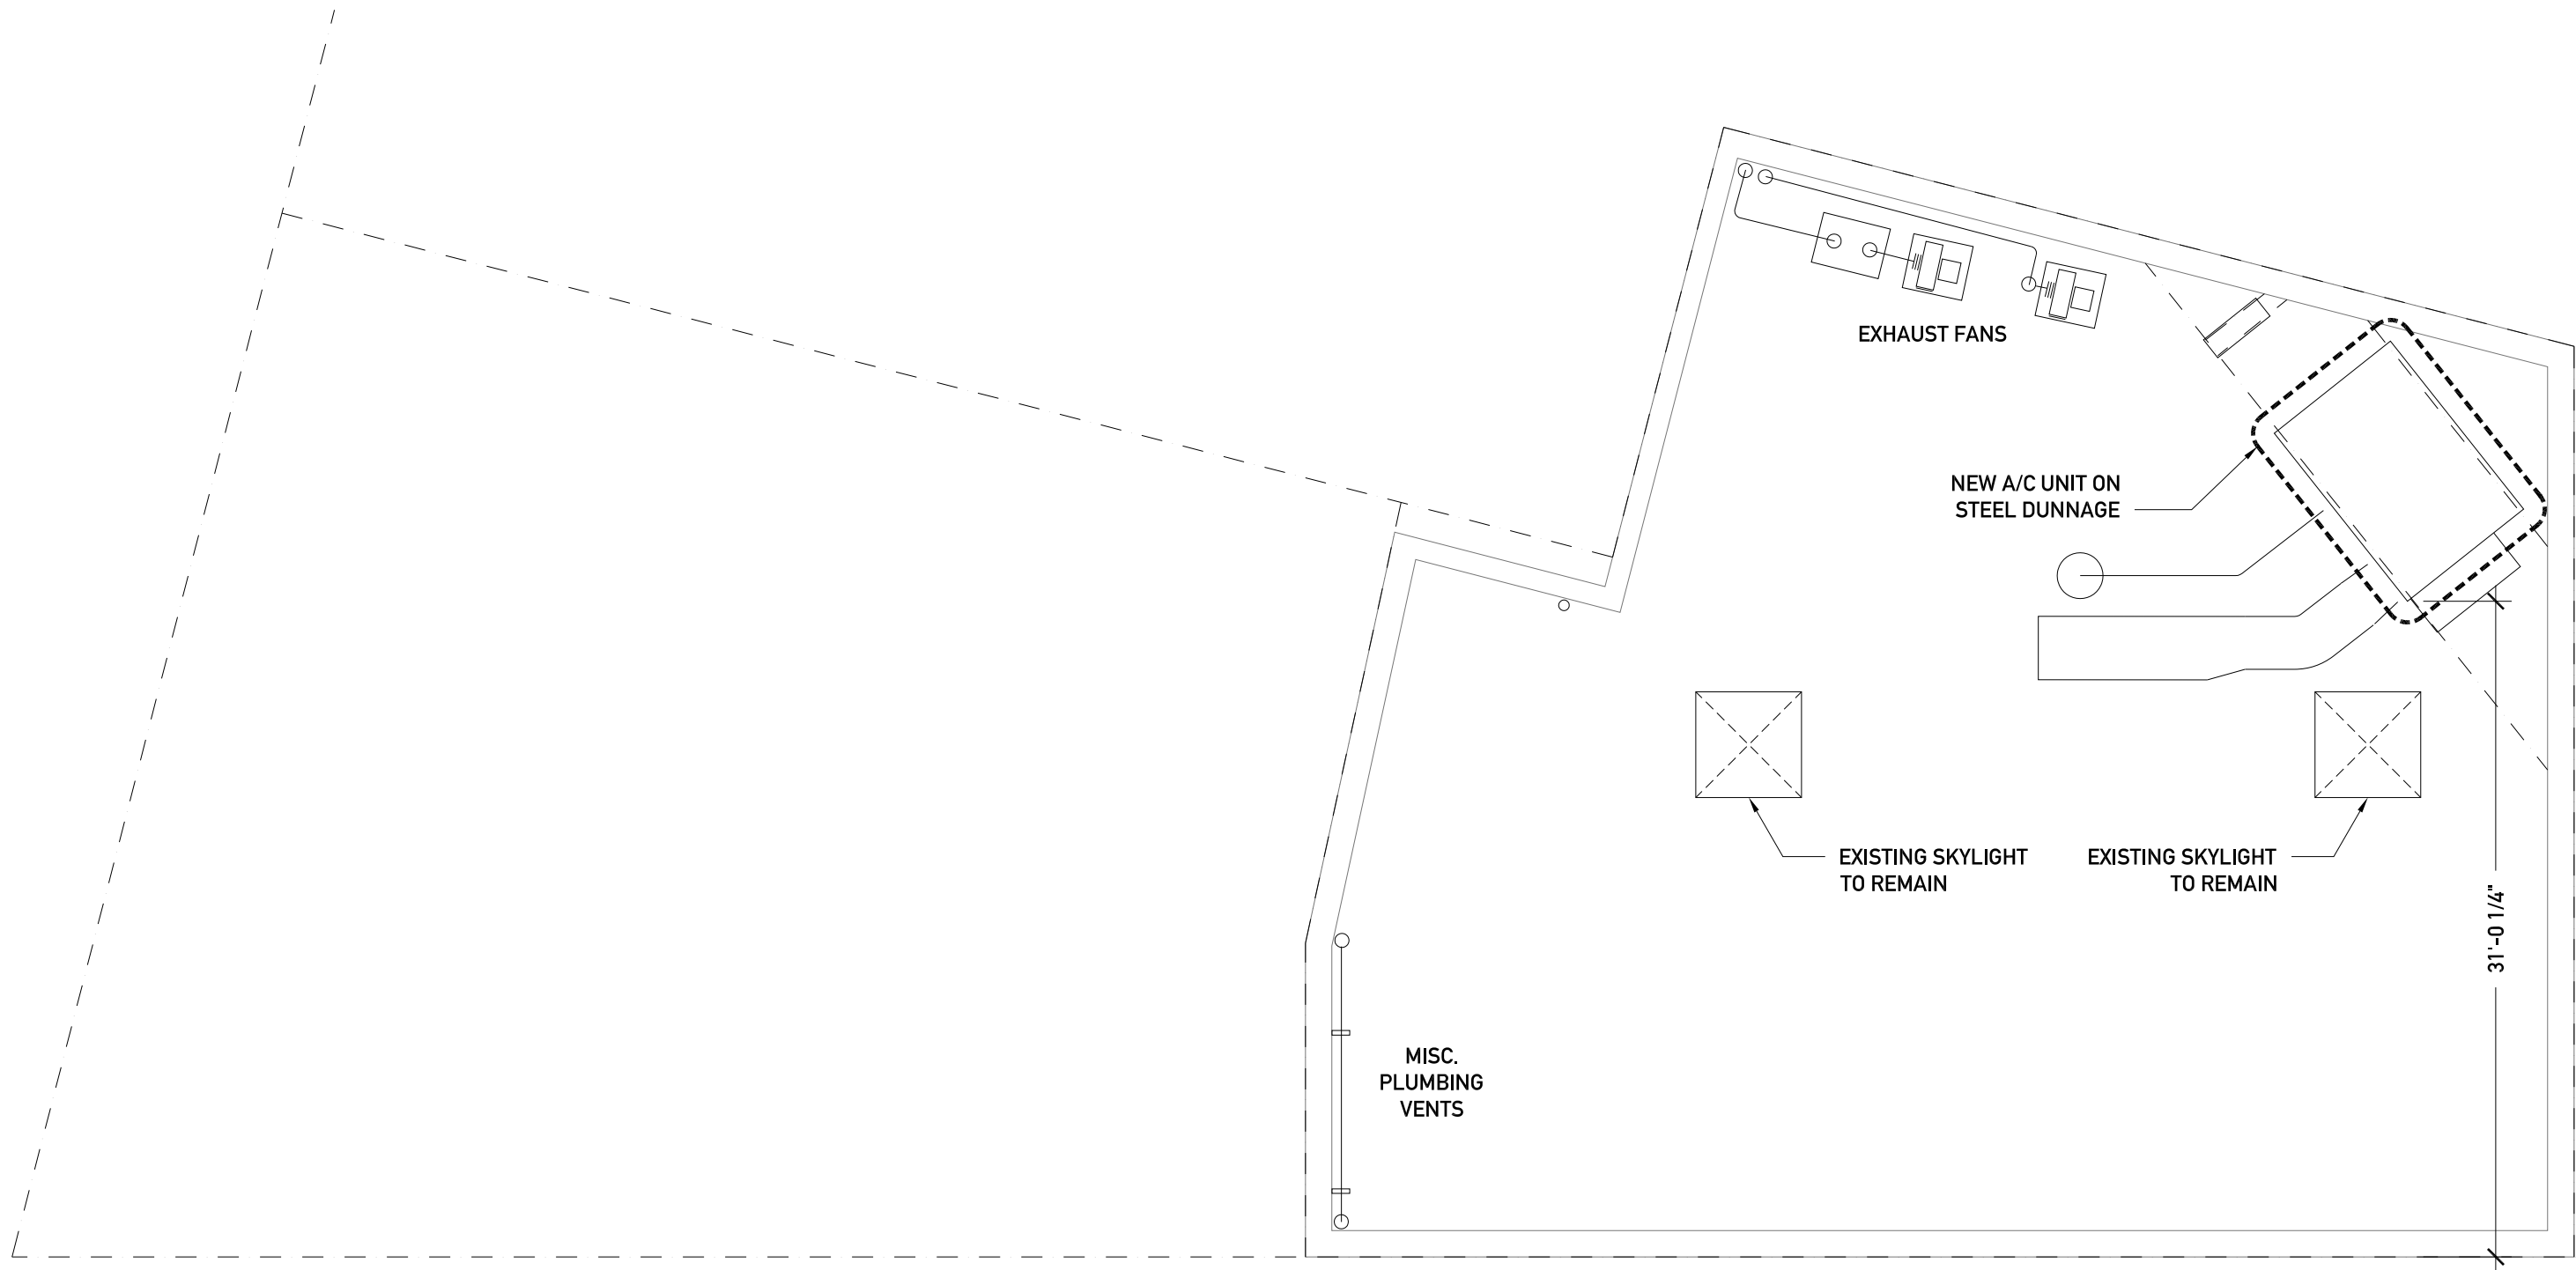 EXHAUST FANS
NEW A/C UNIT ON
STEEL DUNNAGE
EXISTING SKYLIGHT
TO REMAIN
EXISTING SKYLIGHT
TO REMAIN
31'-0 1/4"
MISC.
PLUMBING
VENTS